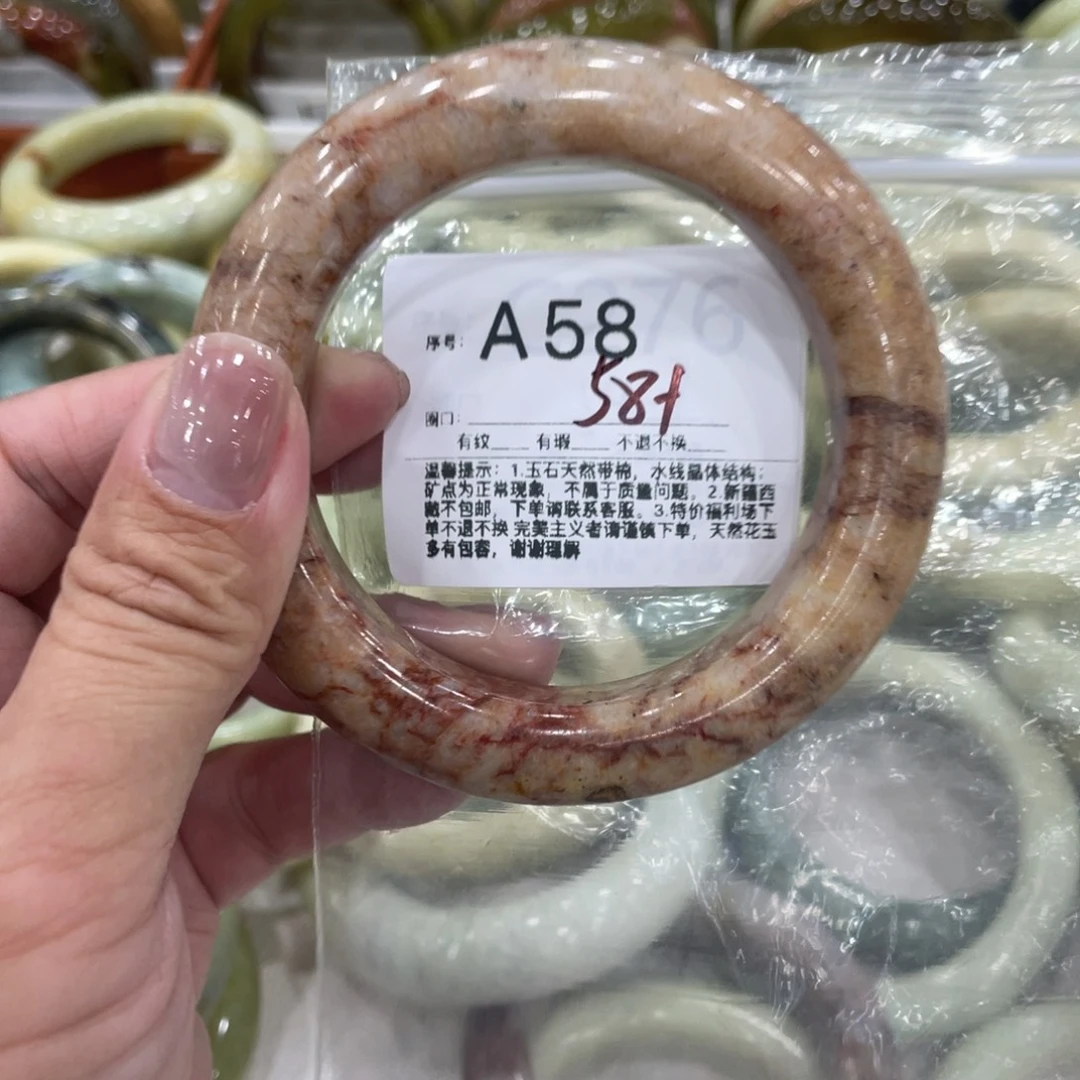 序号: A58
圈门: 58+
有纹 有瑕 不退不换
温馨提示: 1.玉石天然带棉, 水线晶体结构;
矿点为正常现象, 不属于质量问题。2.新疆西
藏不包邮, 下单请联系客服。3.特价福利场下
单不退不换 完美主义者请谨慎下单, 天然花玉
多有包容, 谢谢理解